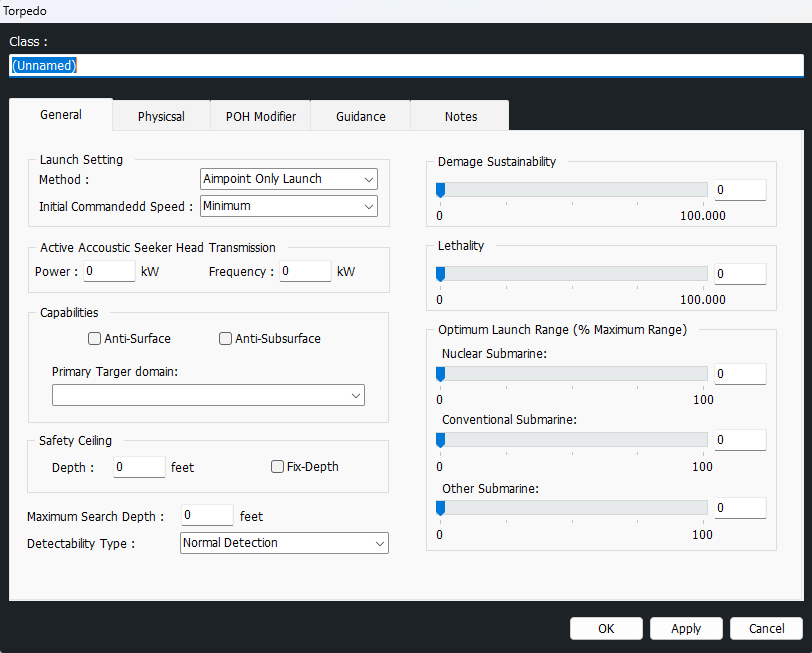 Torpedo
Class :
(Unnamed)
General Physicsal POH Modifier Guidance Notes
Launch Setting
Method : Aimpoint Only Launch
Initial Commandedd Speed : Minimum
Active Accoustic Seeker Head Transmission
Power : 0 kW Frequency : 0 kW
Capabilities
Anti-Surface Anti-Subsurface
Primary Targer domain:
Safety Ceiling
Depth : 0 feet Fix-Depth
Maximum Search Depth : 0 feet
Detectability Type : Normal Detection
Demage Sustainability
0
0 100.000
Lethality
0
0 100.000
Optimum Launch Range (% Maximum Range)
Nuclear Submarine:
0
0 100
Conventional Submarine:
0
0 100
Other Submarine:
0
0 100
OK Apply Cancel